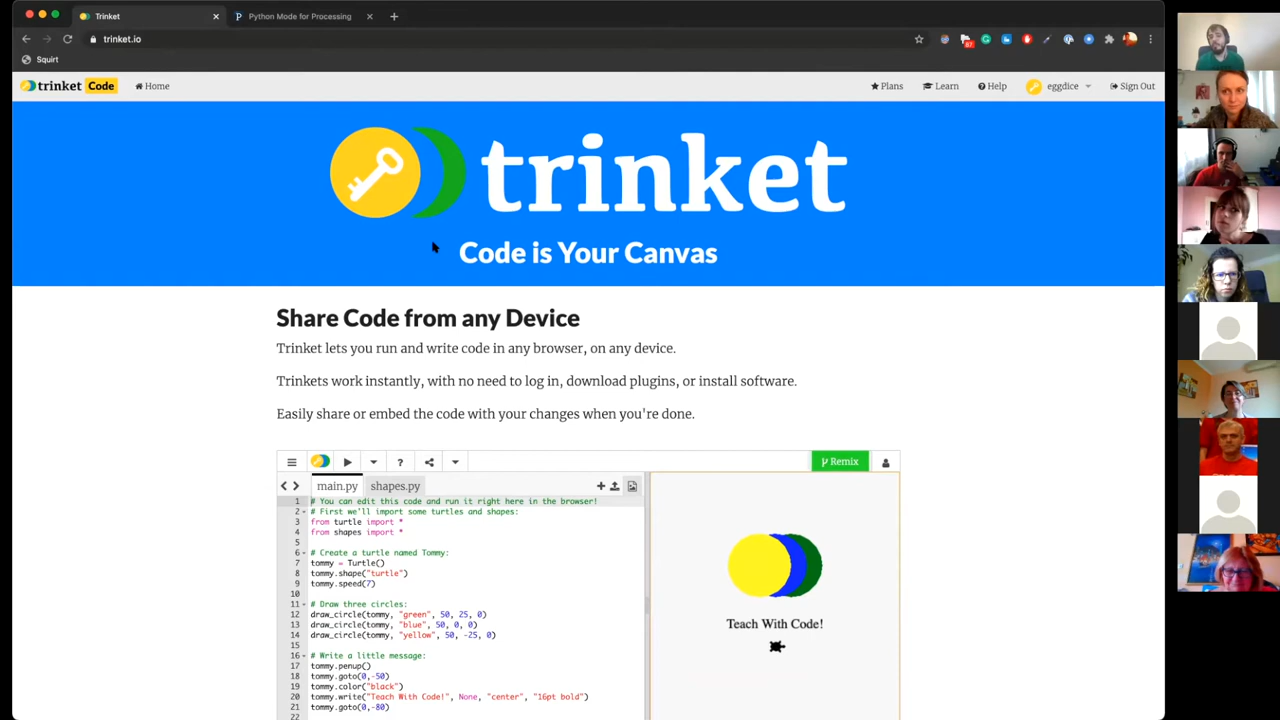 Trinket
Python Mode for Processing
trinket.io
Squirt
trinket Code Home
Plans Learn Help eggdice Sign Out
trinket
Code is Your Canvas
Share Code from any Device
Trinket lets you run and write code in any browser, on any device.
Trinkets work instantly, with no need to log in, download plugins, or install software.
Easily share or embed the code with your changes when you're done.
Remix
main.py shapes.py
1 # You can edit this code and run it right here in the browser!
2 # First we'll import some turtles and shapes:
3 from turtle import *
4 from shapes import *
5
6 # Create a turtle named Tommy:
7 tommy = Turtle()
8 tommy.shape("turtle")
9 tommy.speed(7)
10
11 # Draw three circles:
12 draw_circle(tommy, "green", 50, 25, 0)
13 draw_circle(tommy, "blue", 50, 0, 0)
14 draw_circle(tommy, "yellow", 50, -25, 0)
15
16 # Write a little message:
17 tommy.penup()
18 tommy.goto(0,-50)
19 tommy.color("black")
20 tommy.write("Teach With Code!", None, "center", "16pt bold")
21 tommy.goto(0,-80)
22
Teach With Code!